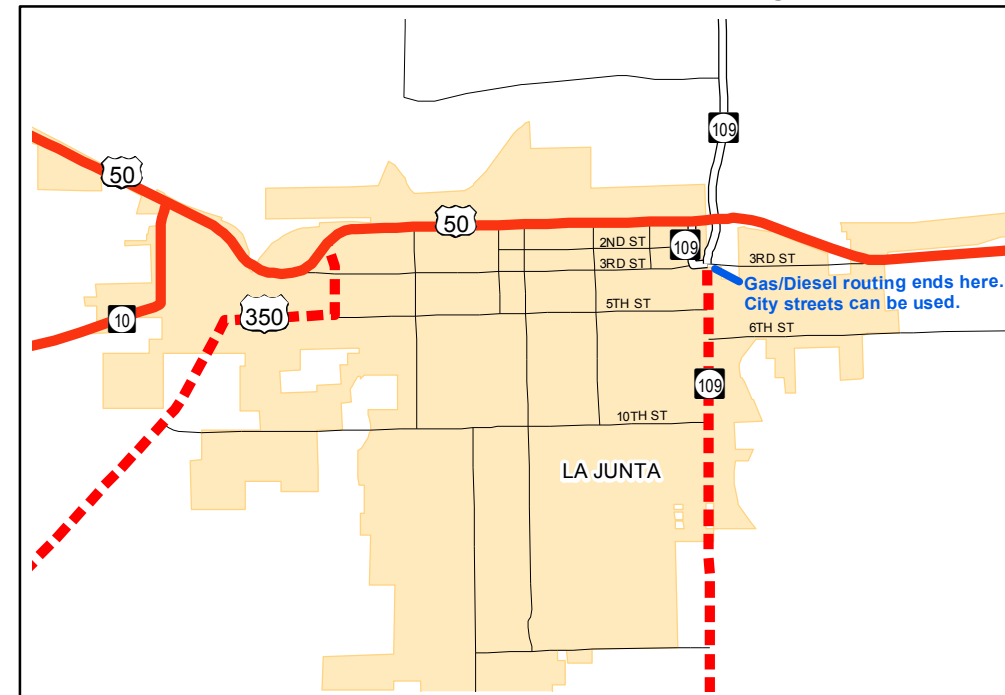 109
50
50
2ND ST
109
3RD ST
3RD ST
Gas/Diesel routing ends here.
City streets can be used.
10
350
5TH ST
6TH ST
109
10TH ST
LA JUNTA